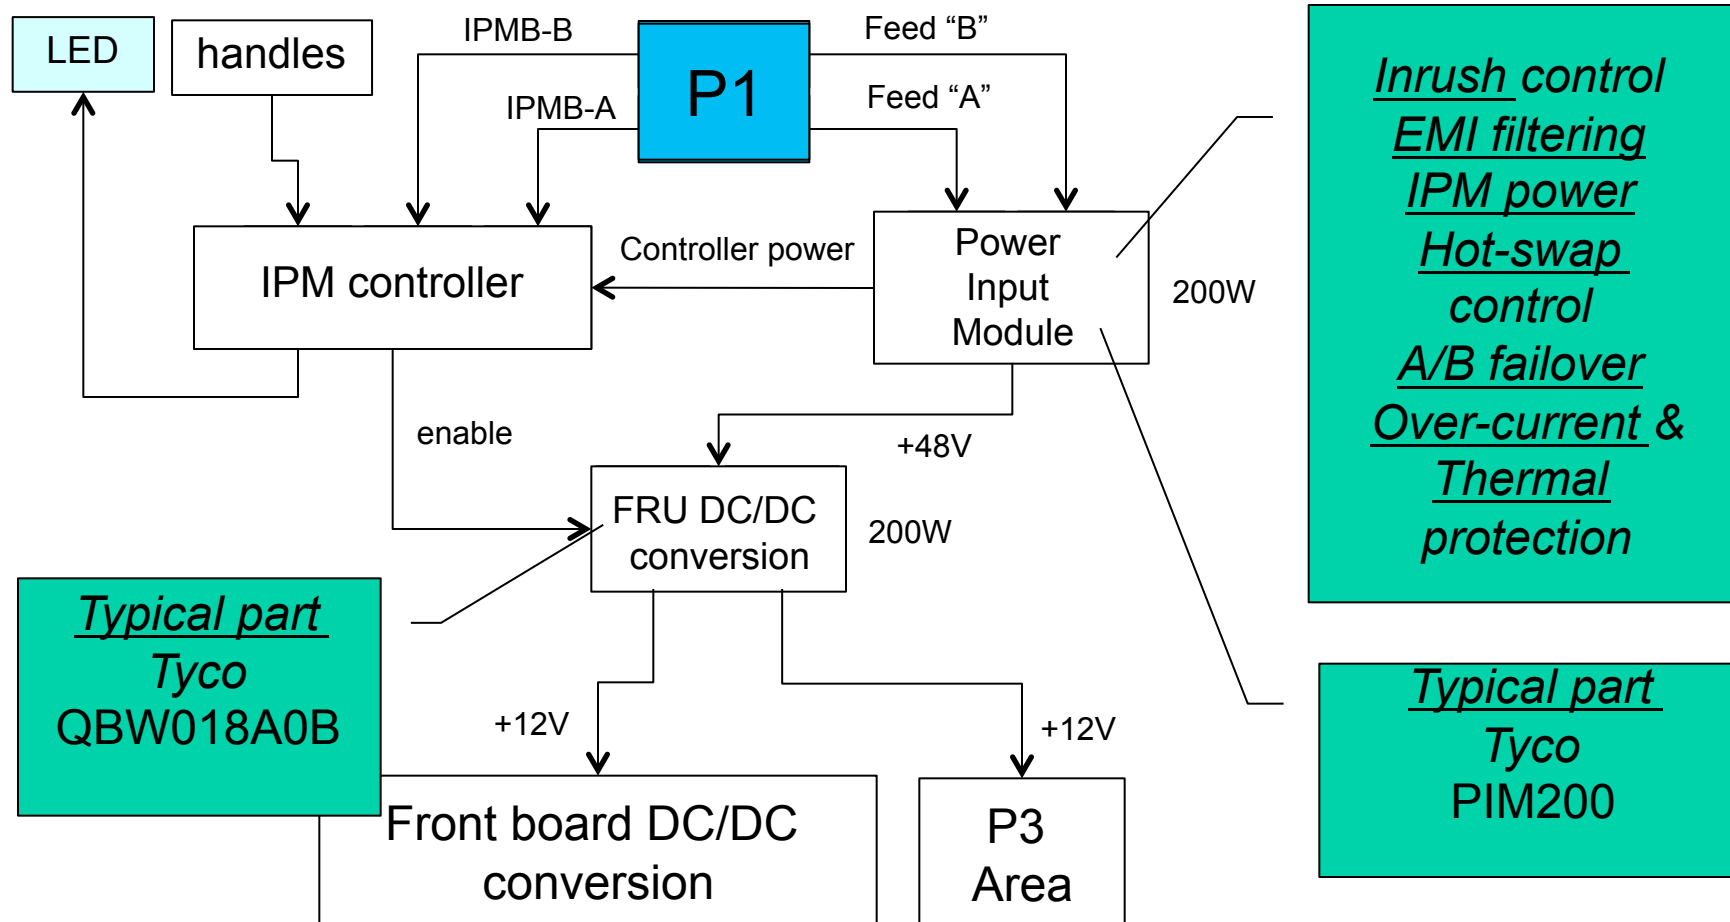 LED
handles
IPMB-B
IPMB-A
P1
Feed “B”
Feed “A”
IPM controller
Controller power
Power
Input
Module
200W
enable
+48V
FRU DC/DC
conversion
200W
+12V
+12V
Front board DC/DC
conversion
P3
Area
Typical part
Tyco
QBW018A0B
Inrush control
EMI filtering
IPM power
Hot-swap
control
A/B failover
Over-current &
Thermal
protection
Typical part
Tyco
PIM200